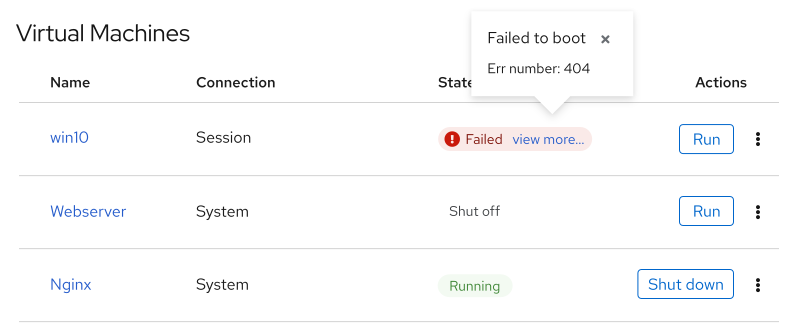 Virtual Machines
Failed to boot ×
Err number: 404
Name Connection State Actions
win10 Session Failed view more... Run
Webserver System Shut off Run
Nginx System Running Shut down